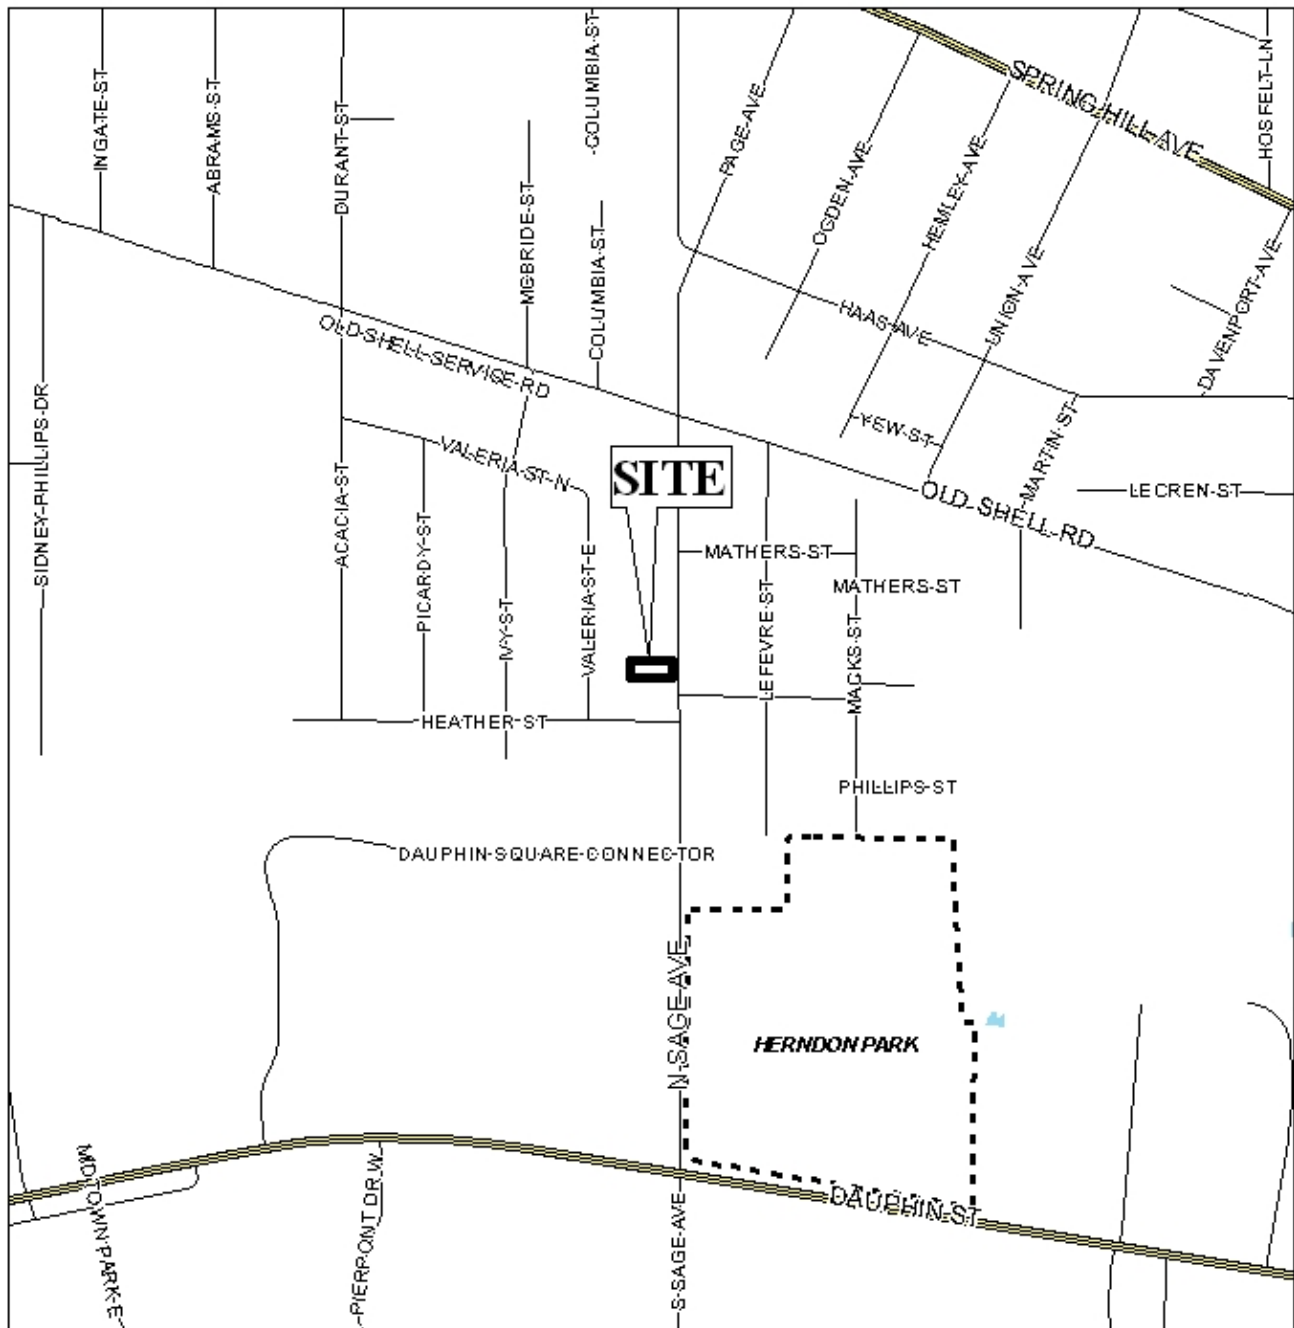 INGATE-ST
ABRAMS-ST
DURANT-ST
COLUMBIA-ST
PAGE-AVE
SPRING HILL-AVE
HOSFELT-LN
OGDEN-AVE
HEMLEY-AVE
MCBRIDE-ST
COLUMBIA-ST
UNION-AVE
DAVENPORT-AVE
HAAS-AVE
OLD-SHELL-SERVICE-RD
SIDNEY-PHILLIPS-DR
YEW-ST
MARTIN-ST
VALERIA-ST-N
SITE
LECREN-ST
OLD-SHELL-RD
ACACIA-ST
PICARDY-ST
IVY-ST
VALERIA-ST-E
MATHERS-ST
MATHERS-ST
LEFEVRE-ST
MACKS-ST
HEATHER-ST
PHILLIPS-ST
DAUPHIN-SQUARE-CONNECTOR
N-SAGE-AVE
HERNDON PARK
MIDTOWN-PARK-E
PIERPONT DR W
S-SAGE-AVE
DAUPHIN-ST